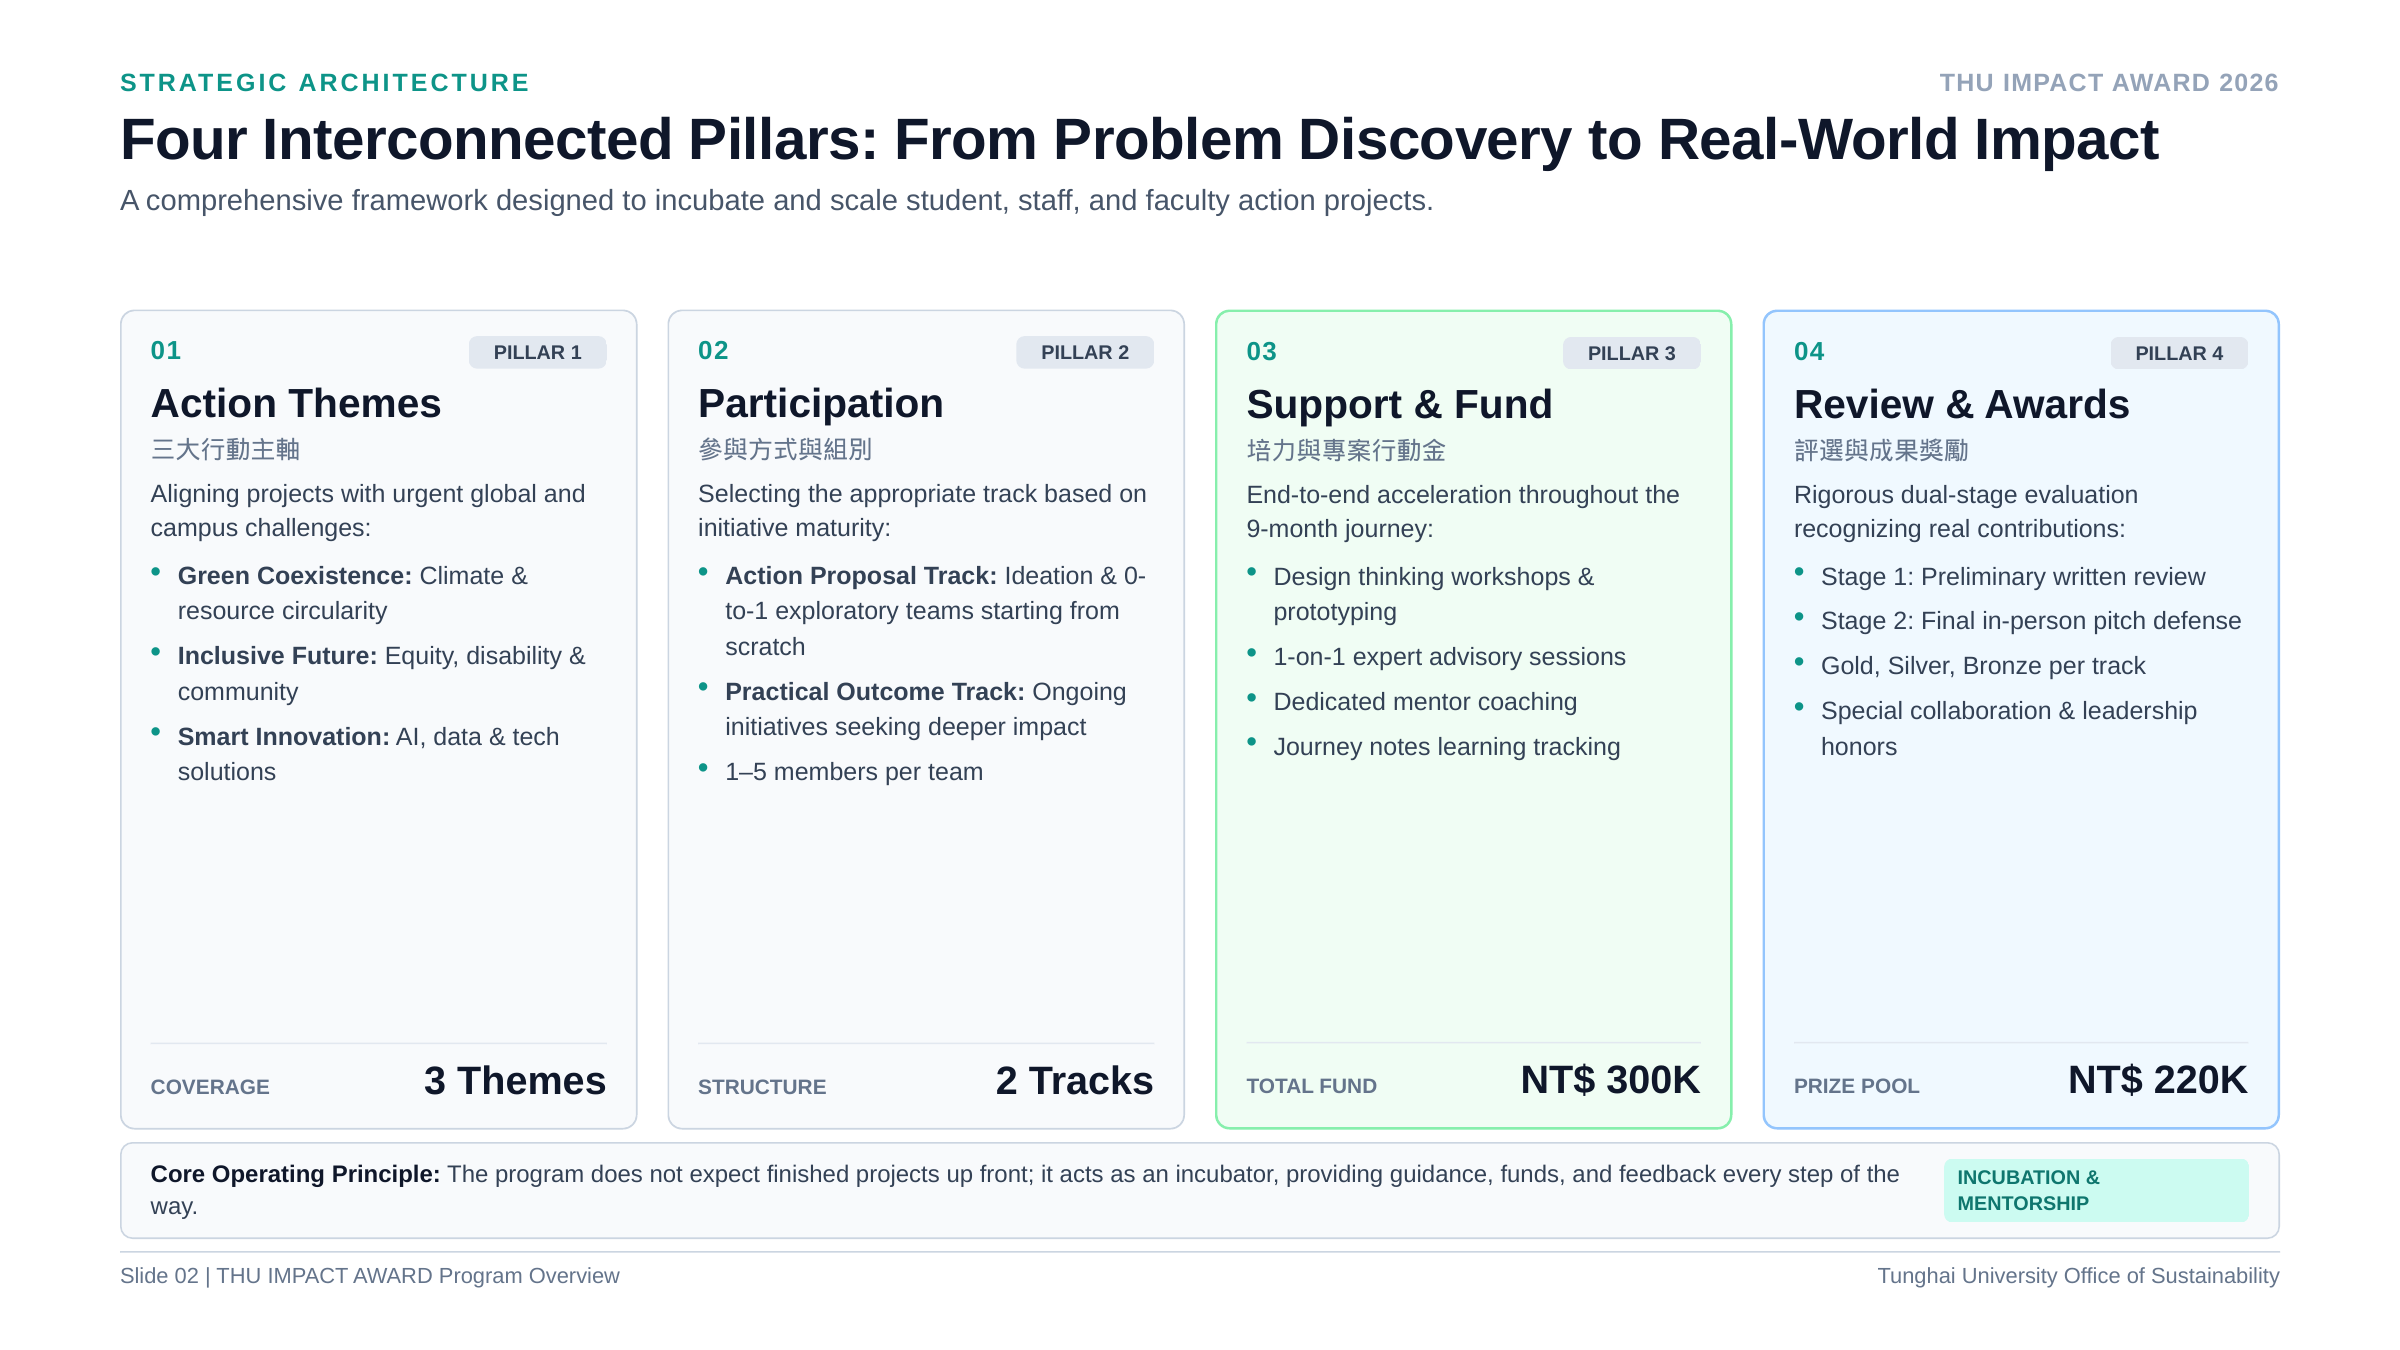 STRATEGIC ARCHITECTURE
THU IMPACT AWARD 2026
Four Interconnected Pillars: From Problem Discovery to Real-World Impact
A comprehensive framework designed to incubate and scale student, staff, and faculty action projects.
01
PILLAR 1
Action Themes
三大行動主軸
Aligning projects with urgent global and
campus challenges:
• Green Coexistence: Climate &
resource circularity
• Inclusive Future: Equity, disability &
community
• Smart Innovation: AI, data & tech
solutions
COVERAGE
3 Themes
02
PILLAR 2
Participation
參與方式與組別
Selecting the appropriate track based on
initiative maturity:
• Action Proposal Track: Ideation & 0-
to-1 exploratory teams starting from
scratch
• Practical Outcome Track: Ongoing
initiatives seeking deeper impact
• 1–5 members per team
STRUCTURE
2 Tracks
03
PILLAR 3
Support & Fund
培力與專案行動金
End-to-end acceleration throughout the
9-month journey:
• Design thinking workshops &
prototyping
• 1-on-1 expert advisory sessions
• Dedicated mentor coaching
• Journey notes learning tracking
TOTAL FUND
NT$ 300K
04
PILLAR 4
Review & Awards
評選與成果獎勵
Rigorous dual-stage evaluation
recognizing real contributions:
• Stage 1: Preliminary written review
• Stage 2: Final in-person pitch defense
• Gold, Silver, Bronze per track
• Special collaboration & leadership
honors
PRIZE POOL
NT$ 220K
Core Operating Principle: The program does not expect finished projects up front; it acts as an incubator, providing guidance, funds, and feedback every step of the
way.
INCUBATION &
MENTORSHIP
Slide 02 | THU IMPACT AWARD Program Overview
Tunghai University Office of Sustainability